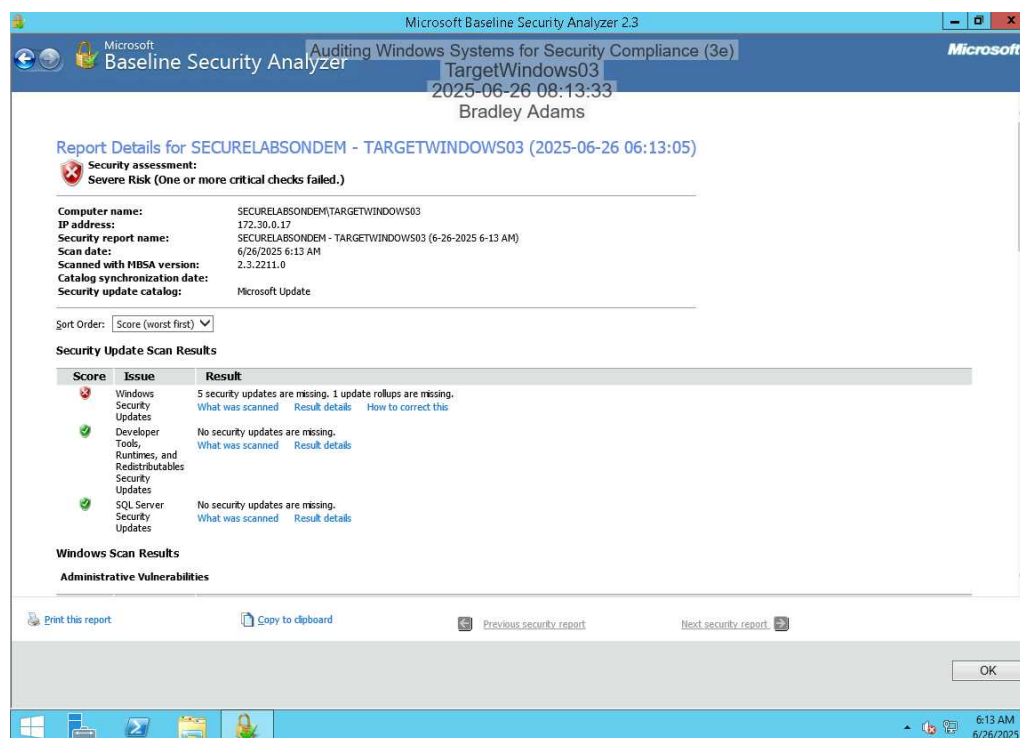 Microsoft Baseline Security Analyzer 2.3
Microsoft
Baseline Security Analyzer
Microsoft
Auditing Windows Systems for Security Compliance (3e)
TargetWindows03
2025-06-26 08:13:33
Bradley Adams
Report Details for SECURELABSONDEM - TARGETWINDOWS03 (2025-06-26 06:13:05)
Security assessment:
Severe Risk (One or more critical checks failed.)
Computer name: SECURELABSONDEM\TARGETWINDOWS03
IP address: 172.30.0.17
Security report name: SECURELABSONDEM - TARGETWINDOWS03 (6-26-2025 6-13 AM)
Scan date: 6/26/2025 6:13 AM
Scanned with MBSA version: 2.3.2211.0
Catalog synchronization date:
Security update catalog: Microsoft Update
Sort Order: Score (worst first)
Security Update Scan Results
Score Issue Result
Windows Security Updates
5 security updates are missing. 1 update rollups are missing.
What was scanned Result details How to correct this
Developer Tools, Runtimes, and Redistributables Security Updates
No security updates are missing.
What was scanned Result details
SQL Server Security Updates
No security updates are missing.
What was scanned Result details
Windows Scan Results
Administrative Vulnerabilities
Print this report Copy to clipboard Previous security report Next security report
OK
6:13 AM
6/26/2025